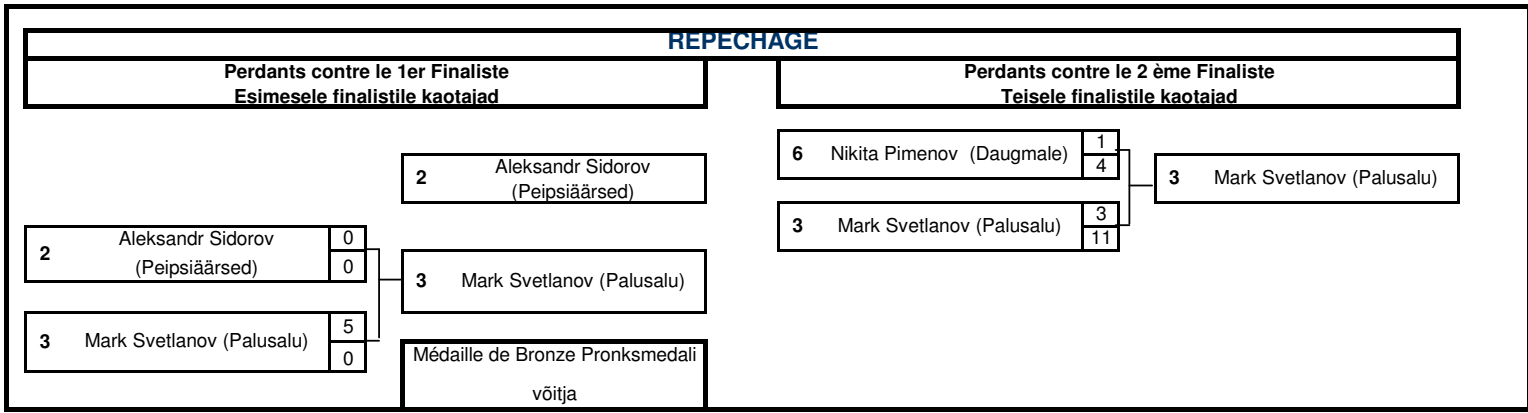 REPECHAGE
Perdants contre le 1er Finaliste
Esimesele finalistile kaotajad
Perdants contre le 2 ème Finaliste
Teisele finalistile kaotajad
2 Aleksandr Sidorov
(Peipsiäärsed)
6 Nikita Pimenov (Daugmale) 1
4
3 Mark Svetlanov (Palusalu)
3 Mark Svetlanov (Palusalu) 3
11
2 Aleksandr Sidorov 0
(Peipsiäärsed) 0
3 Mark Svetlanov (Palusalu)
3 Mark Svetlanov (Palusalu) 5
0
Médaille de Bronze Pronksmedali
võitja